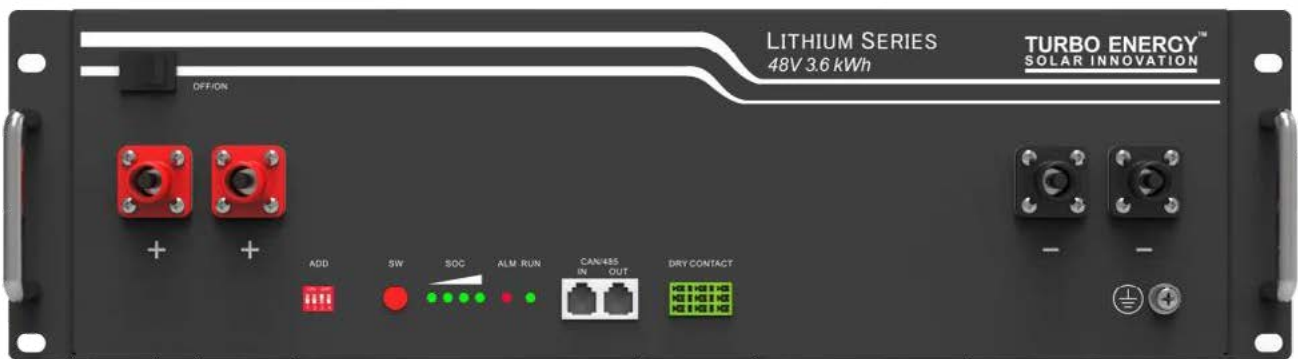 LITHIUM SERIES
48V 3.6 kWh
TURBO ENERGY™
SOLAR INNOVATION
OFF/ON
+ +
− −
ADD
SW
SOC
ALM RUN
CAN/485
IN OUT
DRY CONTACT